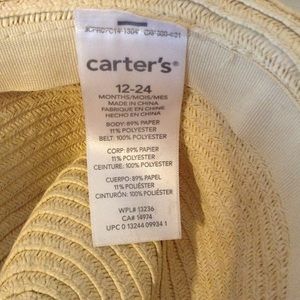 carter's®
12-24
MONTHS/MOIS/MES
MADE IN CHINA
FABRIQUE EN CHINE
HECHO EN CHINA
BODY: 89% PAPER
11% POLYESTER
BELT: 100% POLYESTER
CORP: 89% PAPIER
11% POLYESTER
CEINTURE: 100% POLYESTER
CUERPO: 89% PAPEL
11% POLIÉSTER
CINTURÓN: 100% POLIÉSTER
WPL# 13236
CA# 14974
UPC 0 13244 09934 1